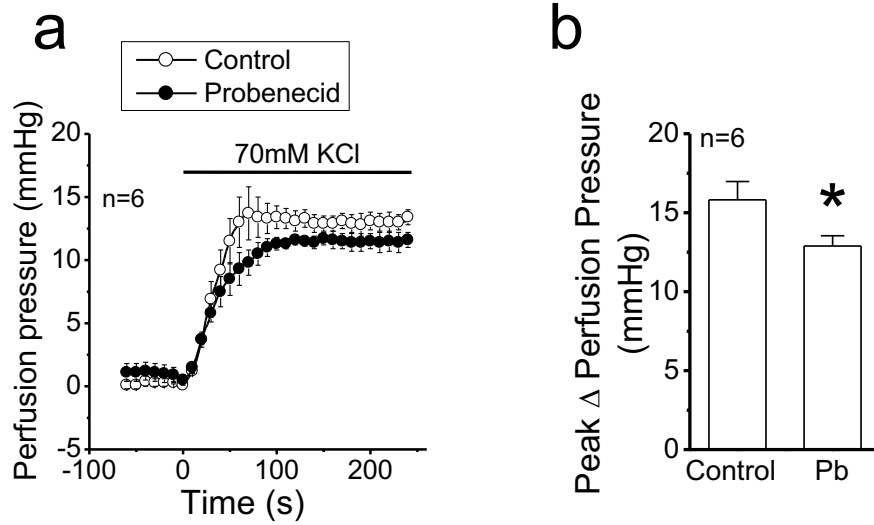 a
Control
Probenecid
Perfusion pressure (mmHg)
20
15
10
5
0
-5
70mM KCl
n=6
-100
0
100
200
Time (s)
b
Peak Δ Perfusion Pressure
(mmHg)
20
15
10
5
0
n=6
*
Control
Pb